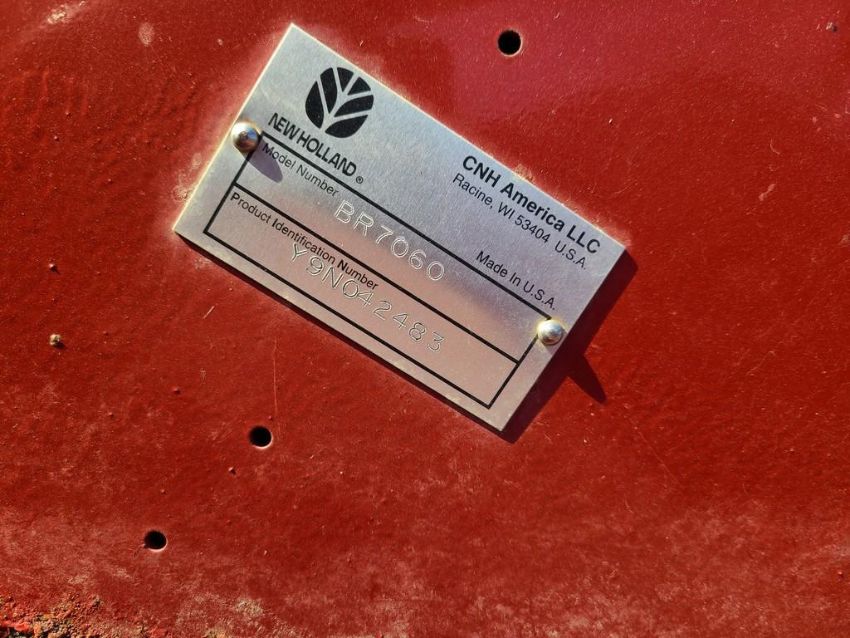 NEW HOLLAND®
CNH America LLC
Racine, WI 53404 U.S.A.
Model Number
BR7060
Made in U.S.A.
Product Identification Number
Y9N042483